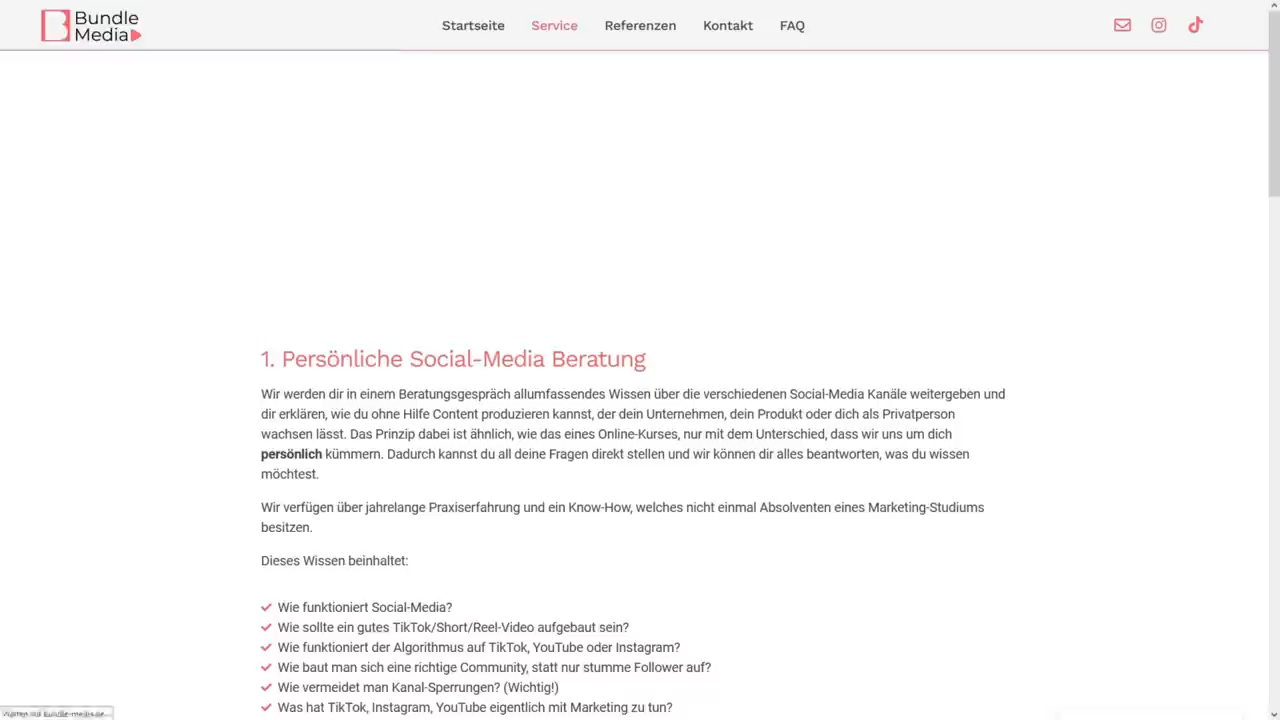 Bundle
Media
Startseite Service Referenzen Kontakt FAQ
1. Persönliche Social-Media Beratung
Wir werden dir in einem Beratungsgespräch allumfassendes Wissen über die verschiedenen Social-Media Kanäle weitergeben und
dir erklären, wie du ohne Hilfe Content produzieren kannst, der dein Unternehmen, dein Produkt oder dich als Privatperson
wachsen lässt. Das Prinzip dabei ist ähnlich, wie das eines Online-Kurses, nur mit dem Unterschied, dass wir uns um dich
persönlich kümmern. Dadurch kannst du all deine Fragen direkt stellen und wir können dir alles beantworten, was du wissen
möchtest.
Wir verfügen über jahrelange Praxiserfahrung und ein Know-How, welches nicht einmal Absolventen eines Marketing-Studiums
besitzen.
Dieses Wissen beinhaltet:
Wie funktioniert Social-Media?
Wie sollte ein gutes TikTok/Short/Reel-Video aufgebaut sein?
Wie funktioniert der Algorithmus auf TikTok, YouTube oder Instagram?
Wie baut man sich eine richtige Community, statt nur stumme Follower auf?
Wie vermeidet man Kanal-Sperrungen? (Wichtig!)
Was hat TikTok, Instagram, YouTube eigentlich mit Marketing zu tun?